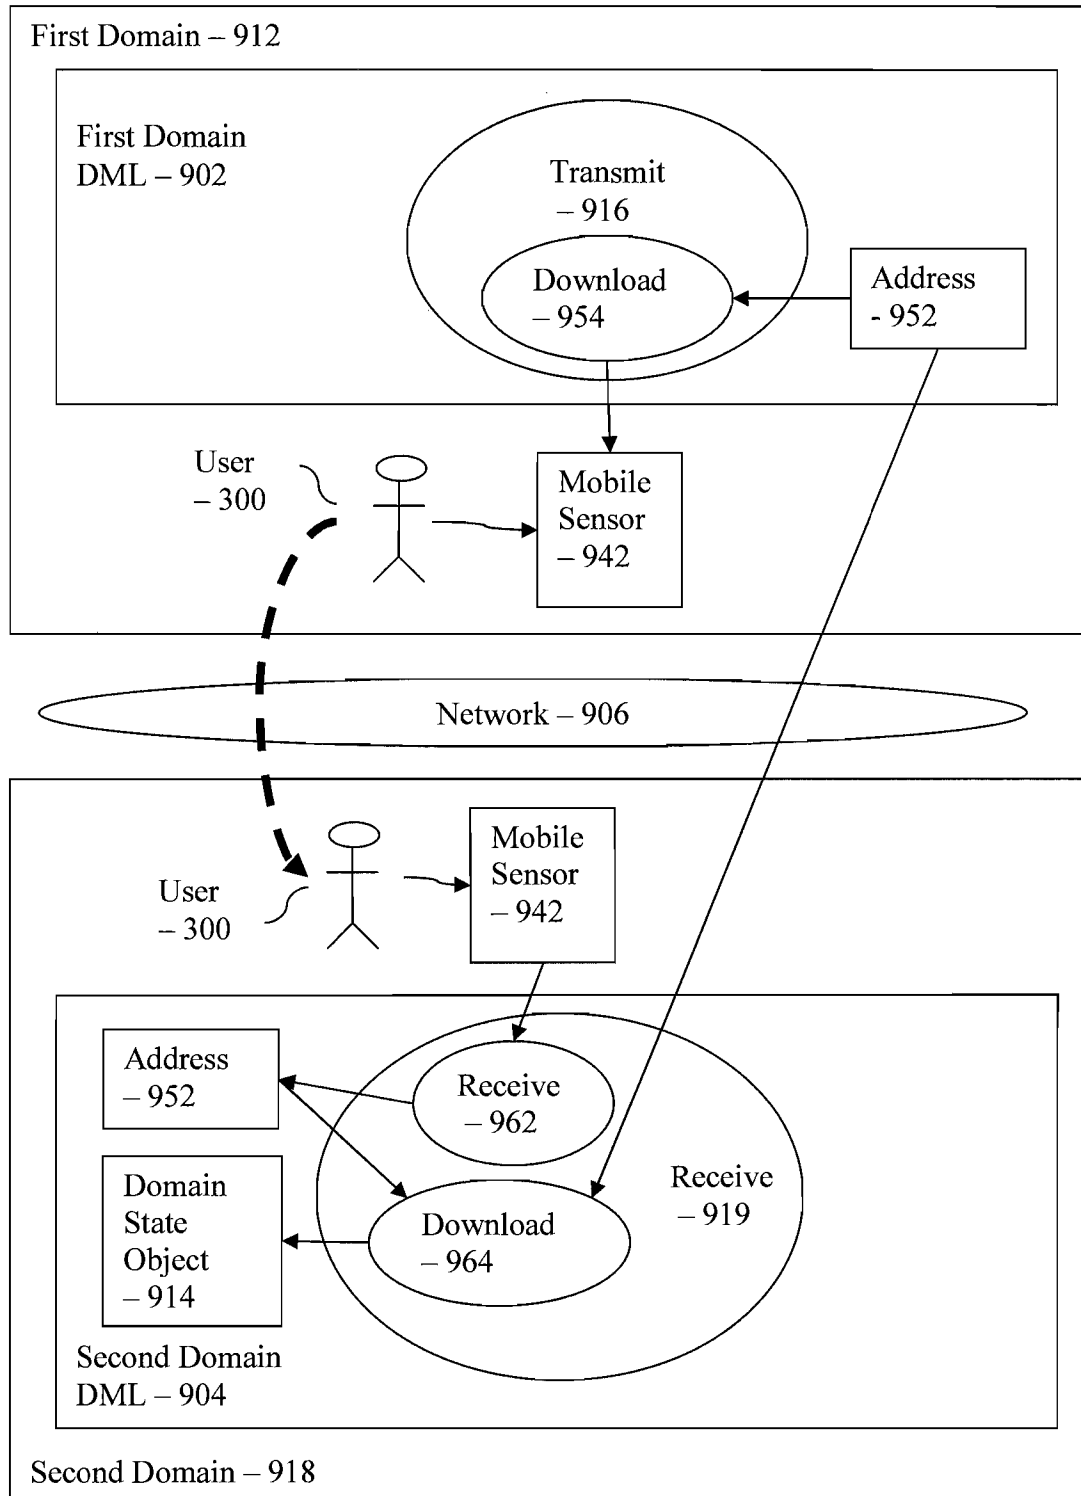 First Domain – 912
First Domain
DML – 902
Transmit
– 916
Download
– 954
Address
- 952
User
– 300
Mobile
Sensor
– 942
Network – 906
Mobile
Sensor
– 942
User
– 300
Address
– 952
Receive
– 962
Receive
– 919
Domain
State
Object
– 914
Download
– 964
Second Domain
DML – 904
Second Domain – 918